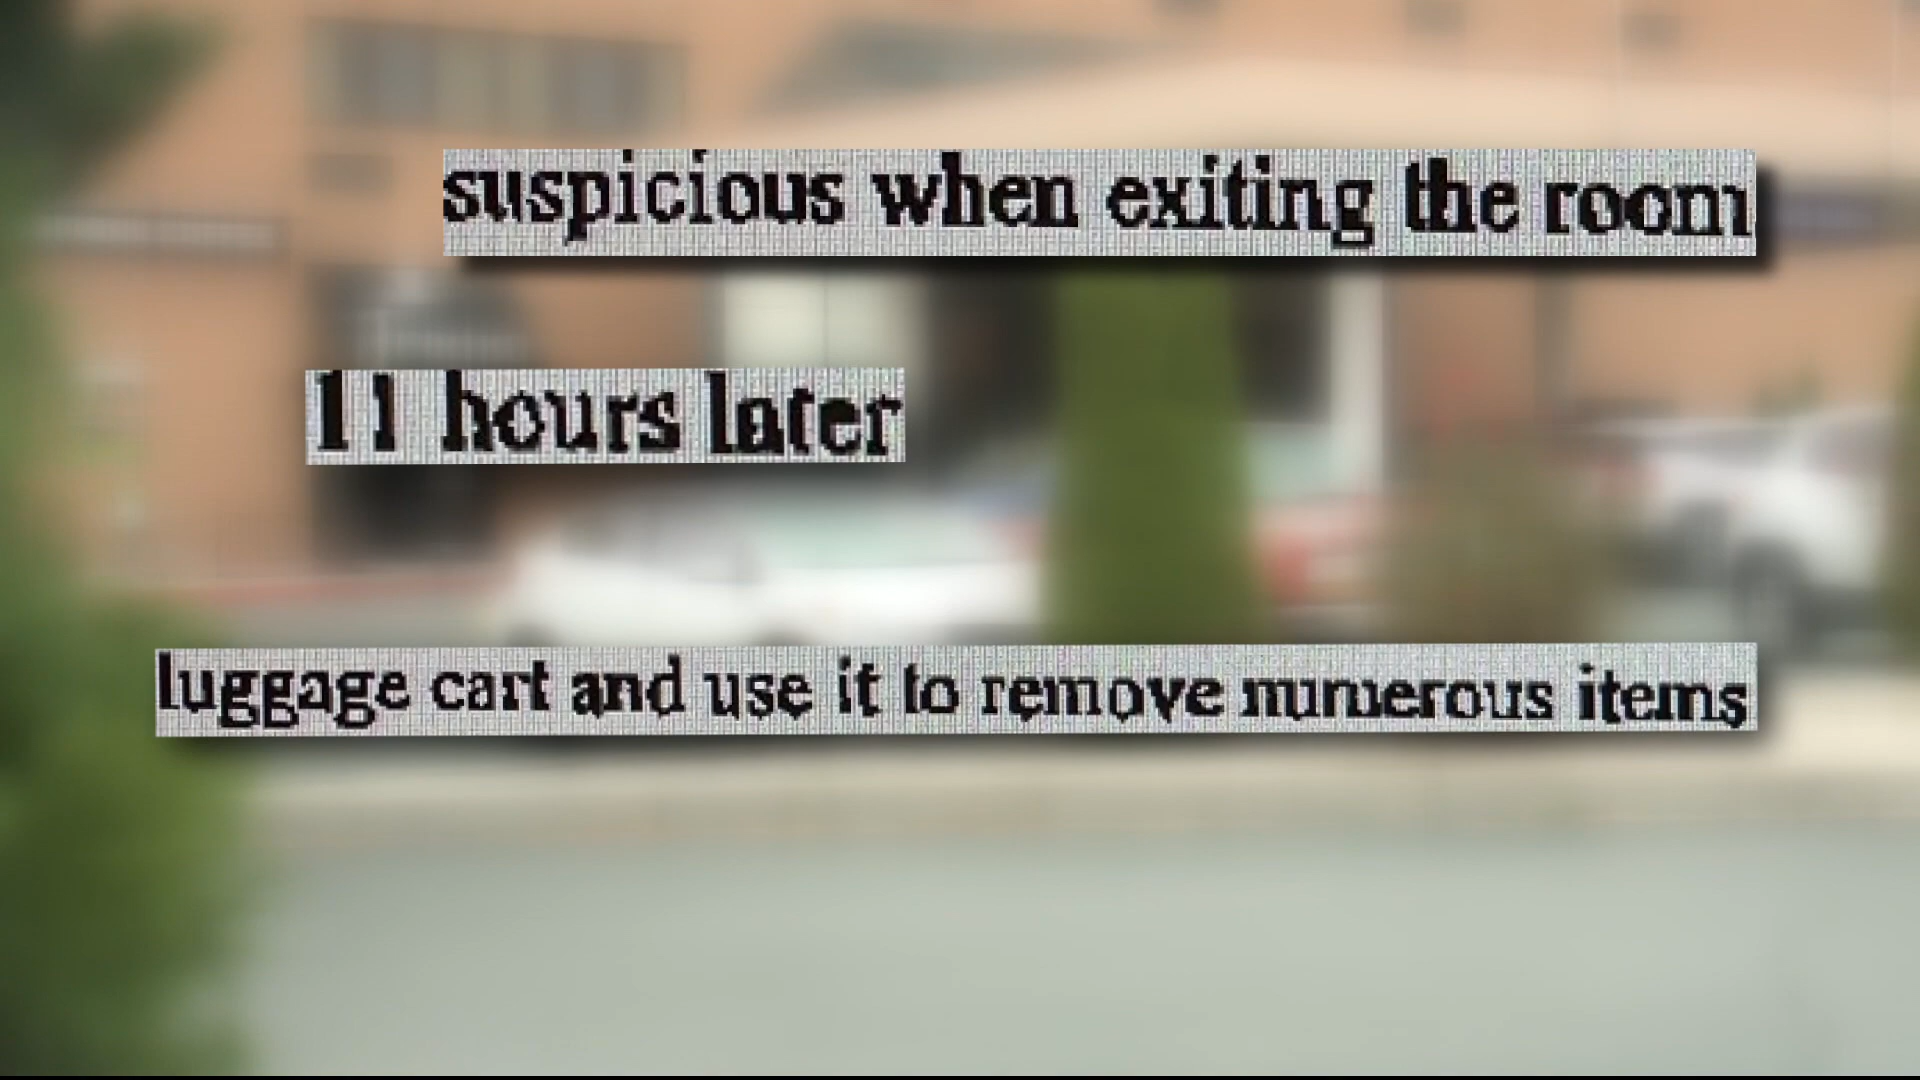 suspicious when exiting the room
11 hours later
luggage cart and use it to remove numerous items